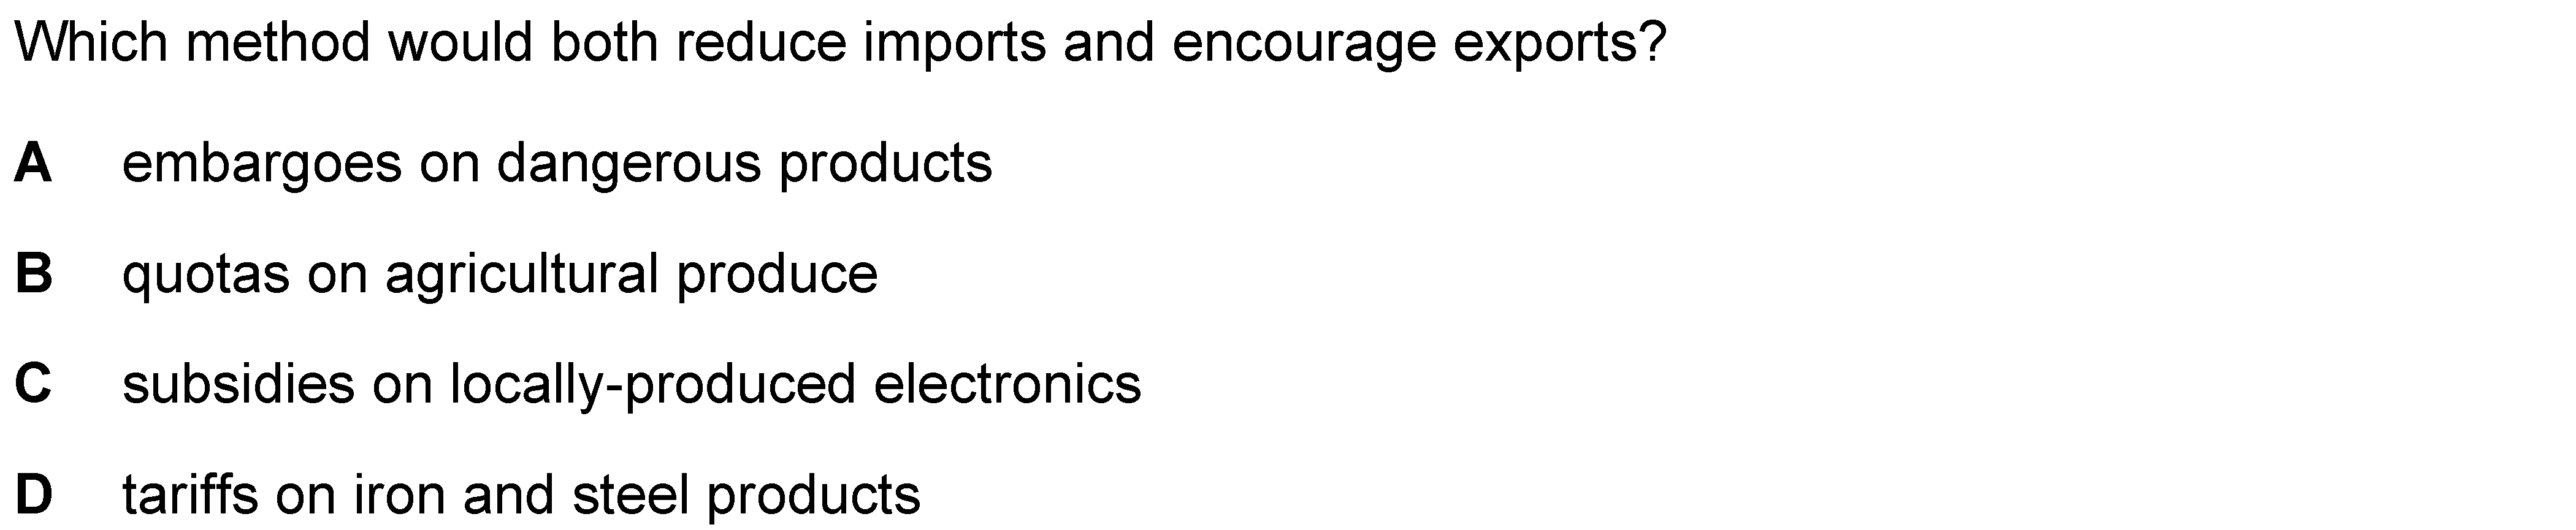 Which method would both reduce imports and encourage exports?
A embargoes on dangerous products
B quotas on agricultural produce
C subsidies on locally-produced electronics
D tariffs on iron and steel products